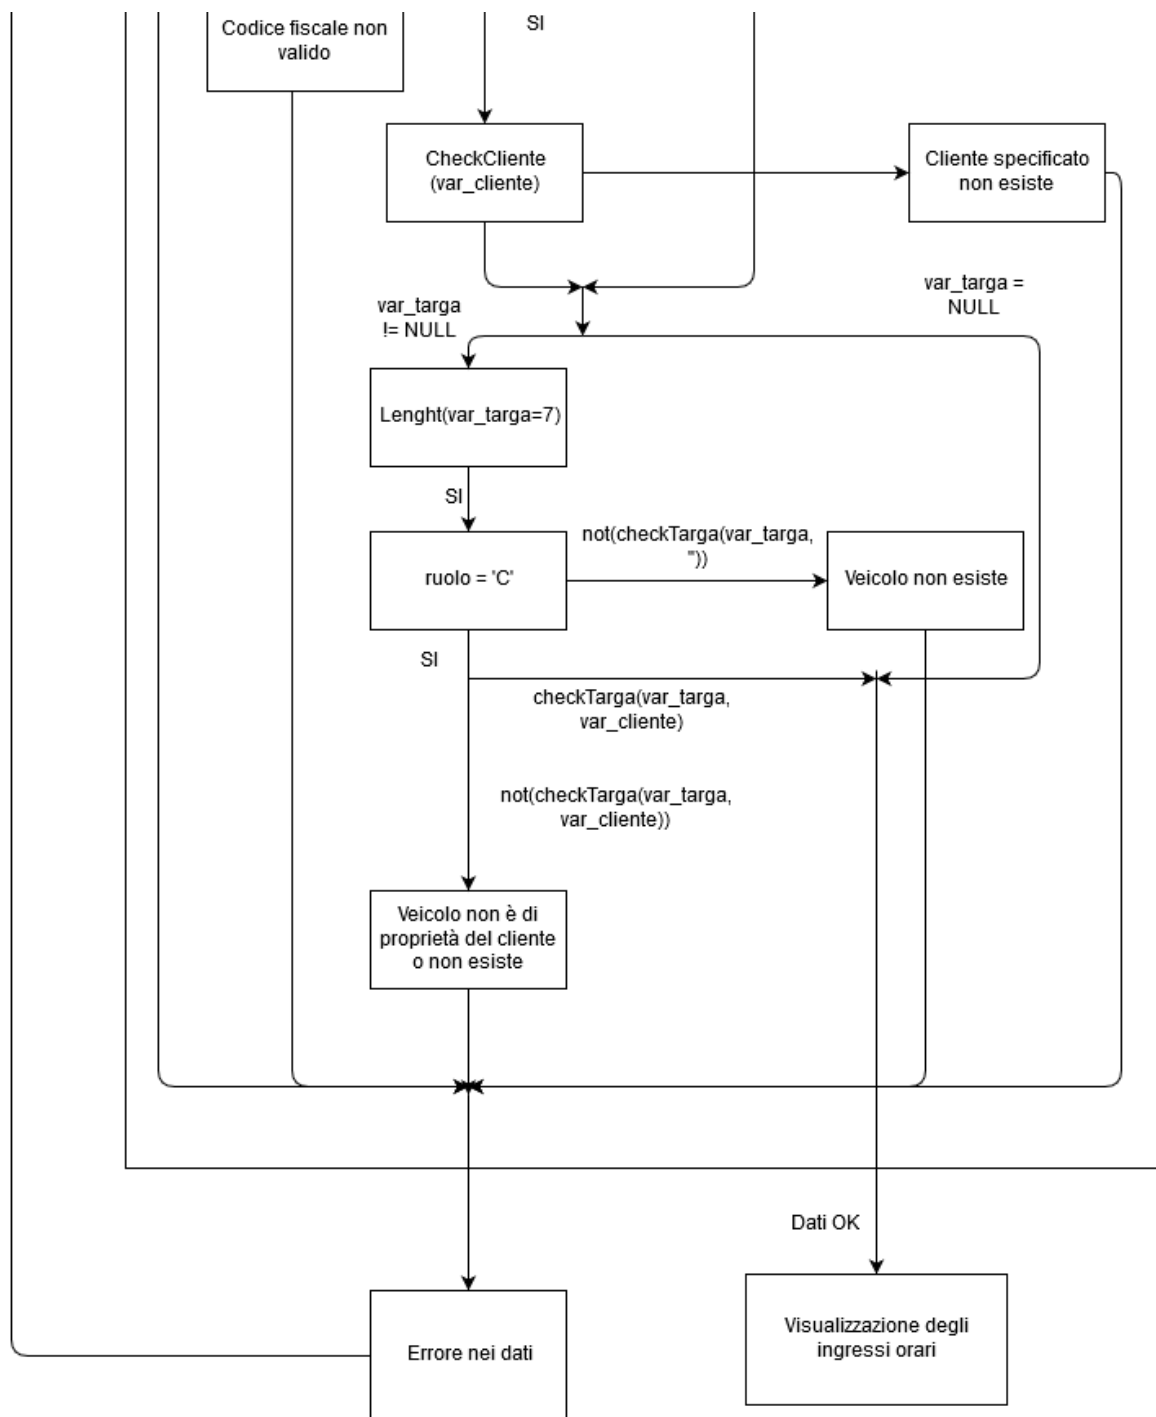 Codice fiscale non
valido
SI
CheckCliente
(var_cliente)
Cliente specificato
non esiste
var_targa
!= NULL
var_targa =
NULL
Lenght(var_targa=7)
SI
ruolo = 'C'
not(checkTarga(var_targa,
''))
Veicolo non esiste
SI
checkTarga(var_targa,
var_cliente)
not(checkTarga(var_targa,
var_cliente))
Veicolo non è di
proprietà del cliente
o non esiste
Dati OK
Errore nei dati
Visualizzazione degli
ingressi orari